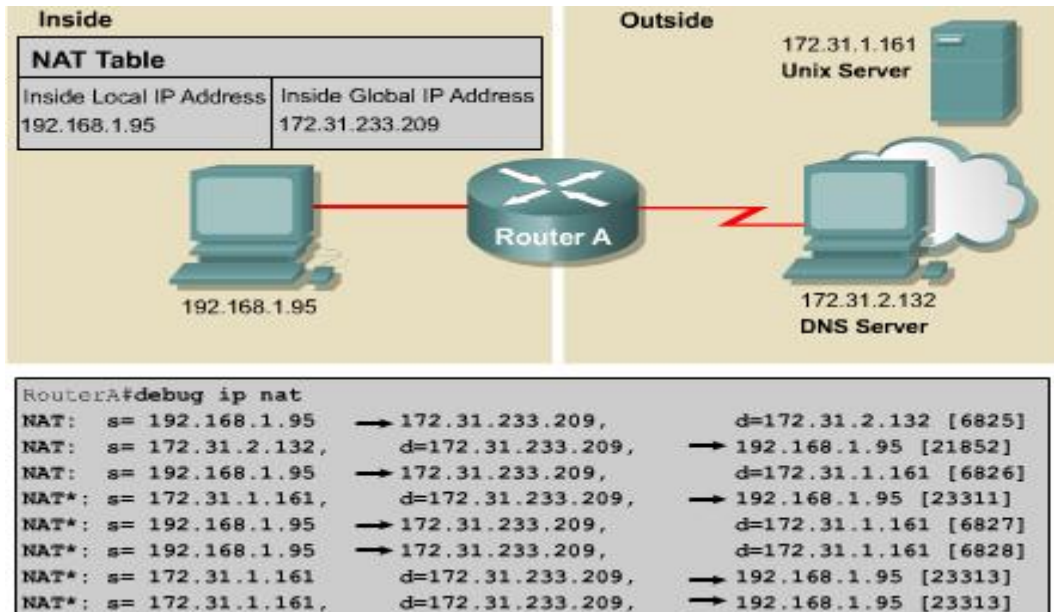 Inside
Outside
NAT Table
Inside Local IP Address Inside Global IP Address
192.168.1.95 172.31.233.209
172.31.1.161
Unix Server
Router A
192.168.1.95
172.31.2.132
DNS Server
RouterA#debug ip nat
NAT: s= 192.168.1.95 → 172.31.233.209, d=172.31.2.132 [6825]
NAT: s= 172.31.2.132, d=172.31.233.209, → 192.168.1.95 [21852]
NAT: s= 192.168.1.95 → 172.31.233.209, d=172.31.1.161 [6826]
NAT*: s= 172.31.1.161, d=172.31.233.209, → 192.168.1.95 [23311]
NAT*: s= 192.168.1.95 → 172.31.233.209, d=172.31.1.161 [6827]
NAT*: s= 192.168.1.95 → 172.31.233.209, d=172.31.1.161 [6828]
NAT*: s= 172.31.1.161 d=172.31.233.209, → 192.168.1.95 [23313]
NAT*: s= 172.31.1.161, d=172.31.233.209, → 192.168.1.95 [23313]